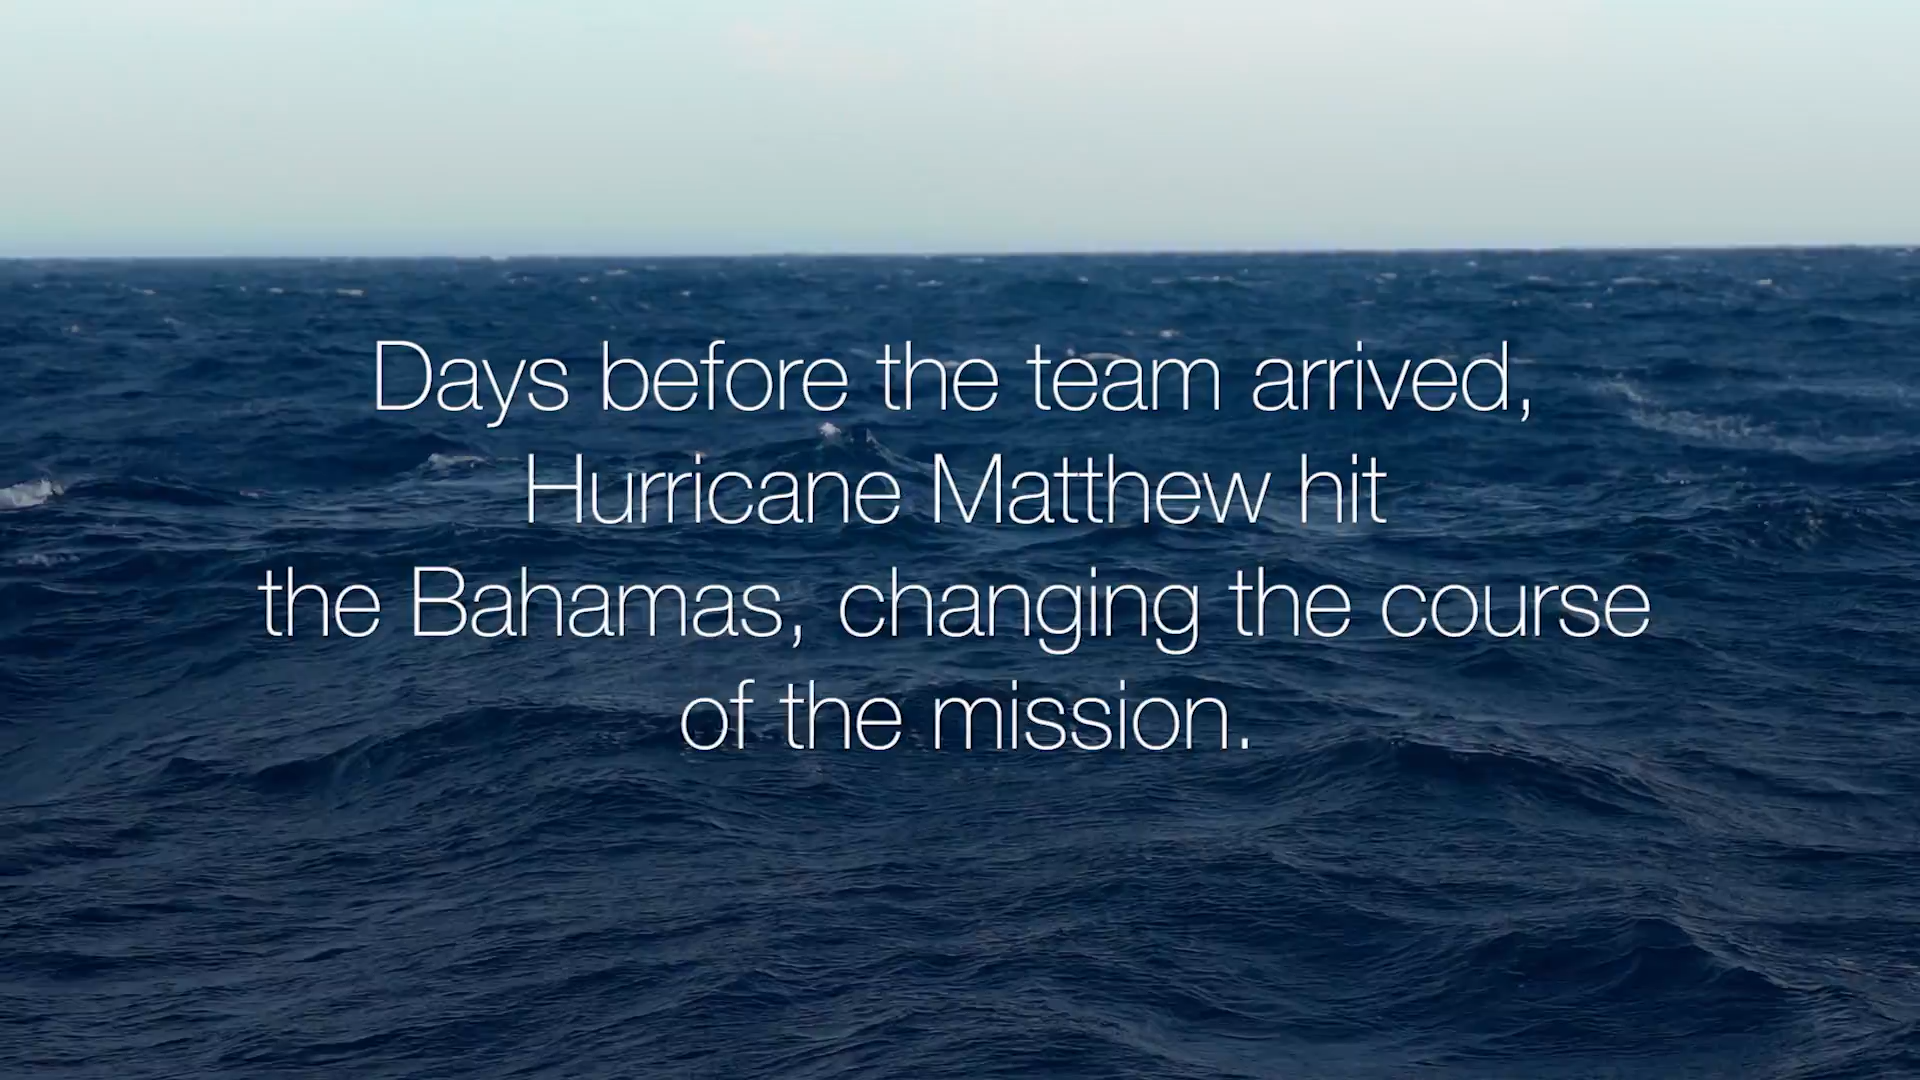 Days before the team arrived,
Hurricane Matthew hit
the Bahamas, changing the course
of the mission.